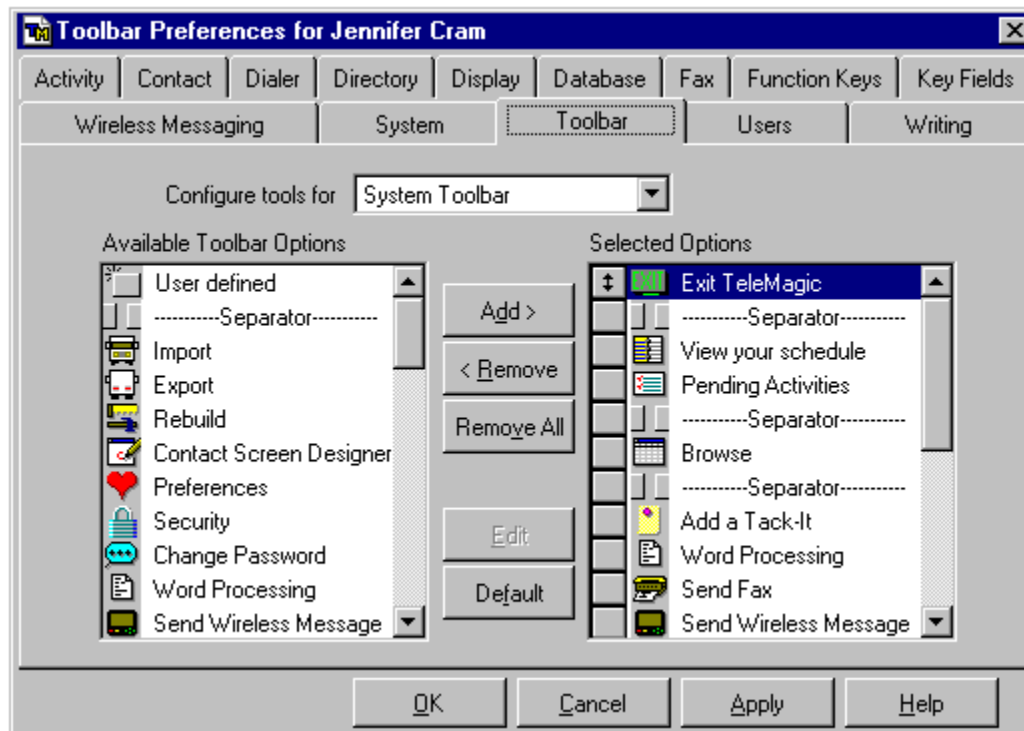 Toolbar Preferences for Jennifer Cram
Activity Contact Dialer Directory Display Database Fax Function Keys Key Fields
Wireless Messaging System Toolbar Users Writing
Configure tools for System Toolbar
Available Toolbar Options
User defined
----------Separator----------
Import
Export
Rebuild
Contact Screen Designer
Preferences
Security
Change Password
Word Processing
Send Wireless Message
Add >
< Remove
Remove All
Edit
Default
Selected Options
EXIT Exit TeleMagic
----------Separator----------
View your schedule
Pending Activities
----------Separator----------
Browse
----------Separator----------
Add a Tack-It
Word Processing
Send Fax
Send Wireless Message
OK Cancel Apply Help